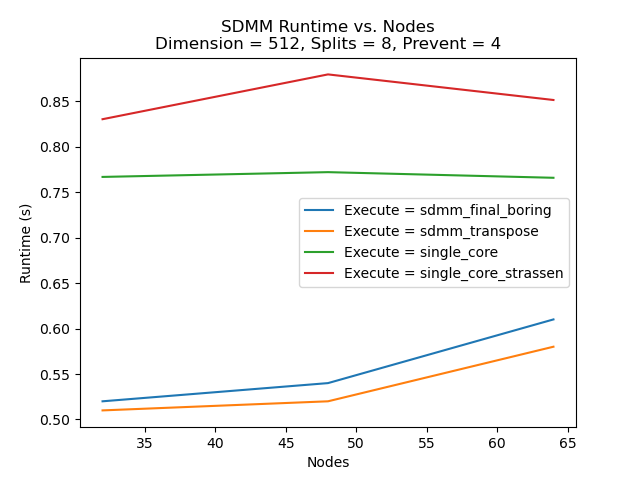 SDMM Runtime vs. Nodes
Dimension = 512, Splits = 8, Prevent = 4
Runtime (s)
0.85
0.80
0.75
0.70
0.65
0.60
0.55
0.50
Execute = sdmm_final_boring
Execute = sdmm_transpose
Execute = single_core
Execute = single_core_strassen
35 40 45 50 55 60 65
Nodes